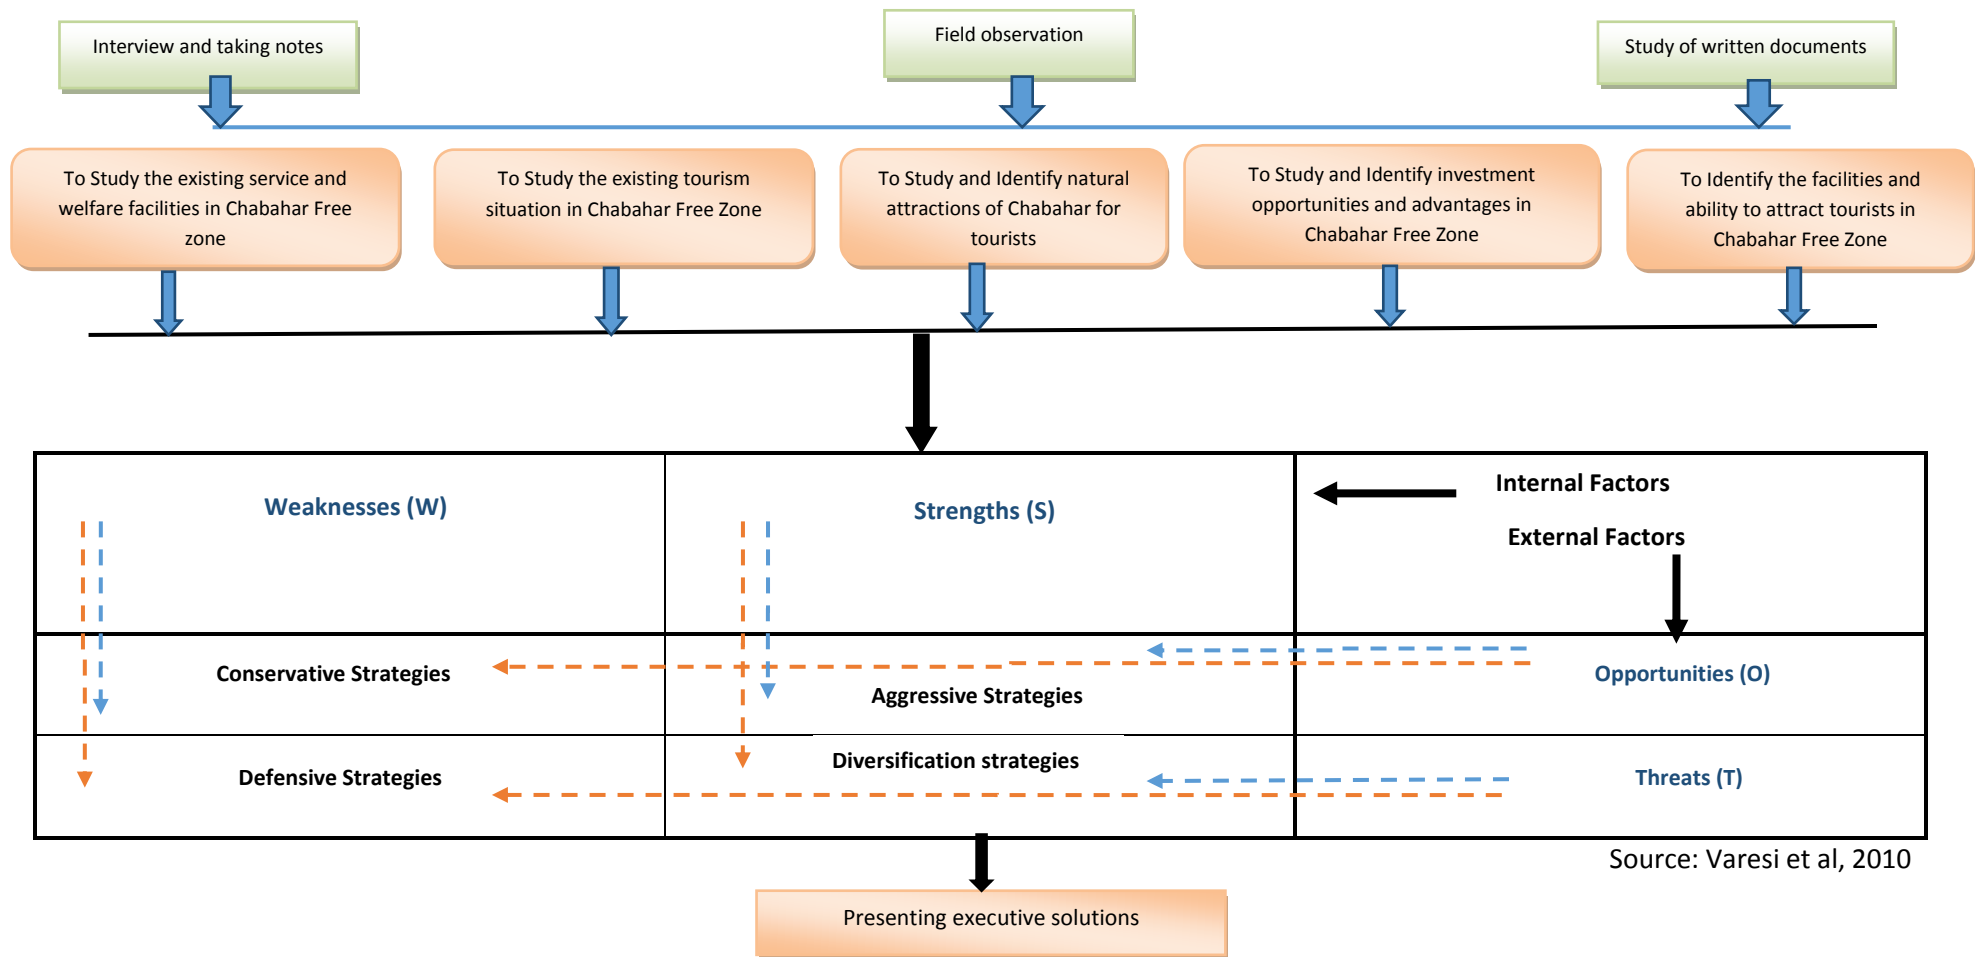 Interview and taking notes
Field observation
Study of written documents
To Study the existing service and
welfare facilities in Chabahar Free
zone
To Study the existing tourism
situation in Chabahar Free Zone
To Study and Identify natural
attractions of Chabahar for
tourists
To Study and Identify investment
opportunities and advantages in
Chabahar Free Zone
To Identify the facilities and
ability to attract tourists in
Chabahar Free Zone
Weaknesses (W)
Strengths (S)
Internal Factors
External Factors
Conservative Strategies
Aggressive Strategies
Opportunities (O)
Defensive Strategies
Diversification strategies
Threats (T)
Source: Varesi et al, 2010
Presenting executive solutions